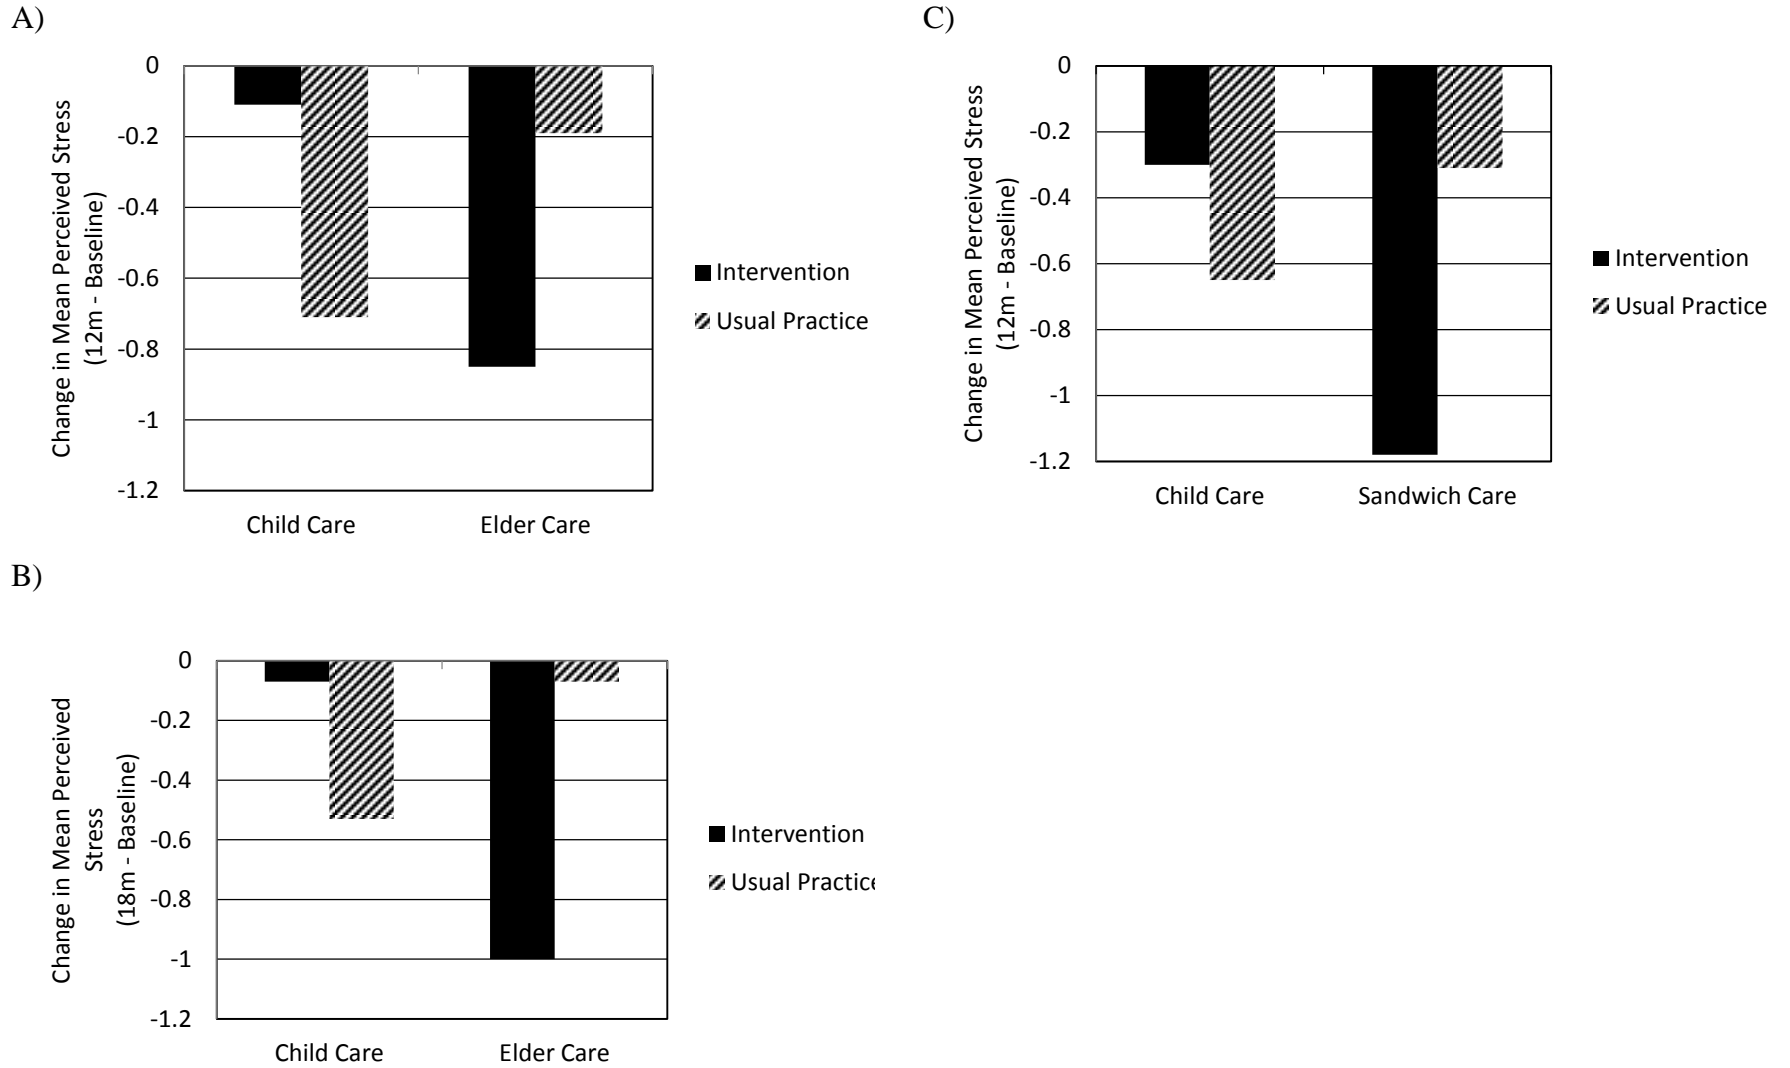 A)
Change in Mean Perceived Stress
(12m - Baseline)
0
-0.2
-0.4
-0.6
-0.8
-1
-1.2
Child Care
Elder Care
Intervention
Usual Practice
B)
Change in Mean Perceived
Stress
(18m - Baseline)
0
-0.2
-0.4
-0.6
-0.8
-1
-1.2
Child Care
Elder Care
Intervention
Usual Practice
C)
Change in Mean Perceived Stress
(12m - Baseline)
0
-0.2
-0.4
-0.6
-0.8
-1
-1.2
Child Care
Sandwich Care
Intervention
Usual Practice